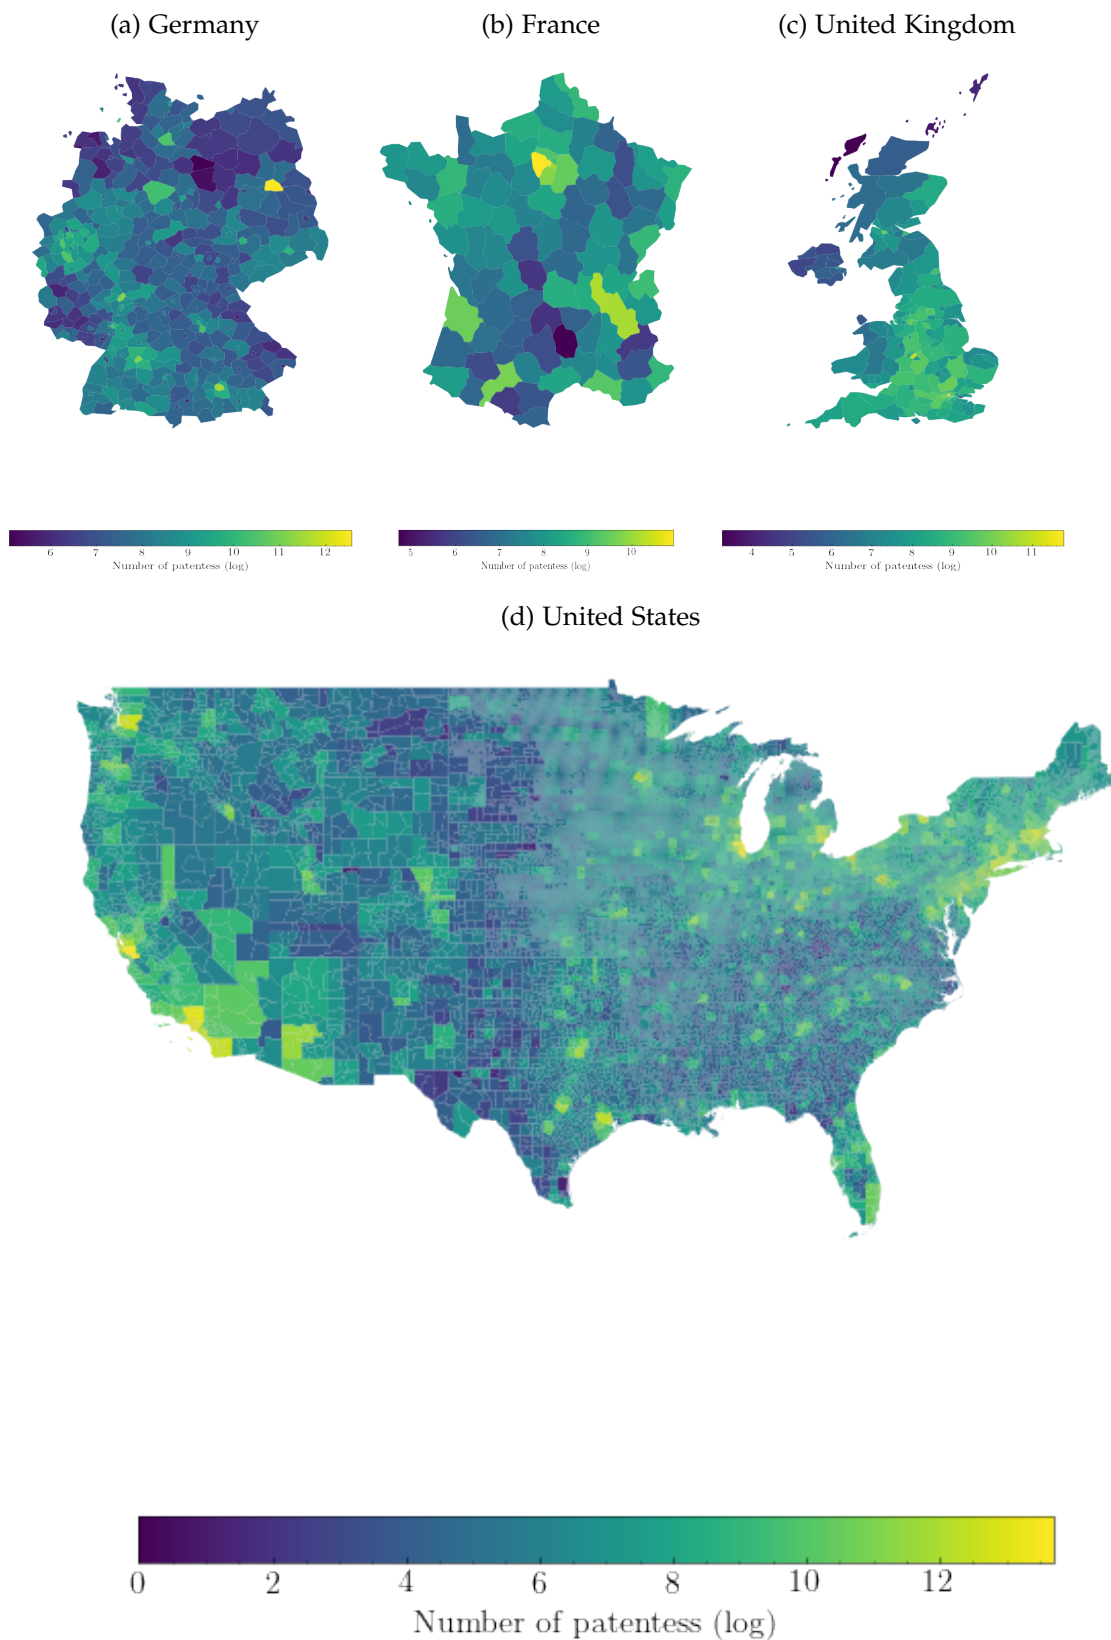 (a) Germany
(b) France
(c) United Kingdom
6 7 8 9 10 11 12
Number of patentess (log)
5 6 7 8 9 10
Number of patentess (log)
4 5 6 7 8 9 10 11
Number of patentess (log)
(d) United States
0 2 4 6 8 10 12
Number of patentess (log)